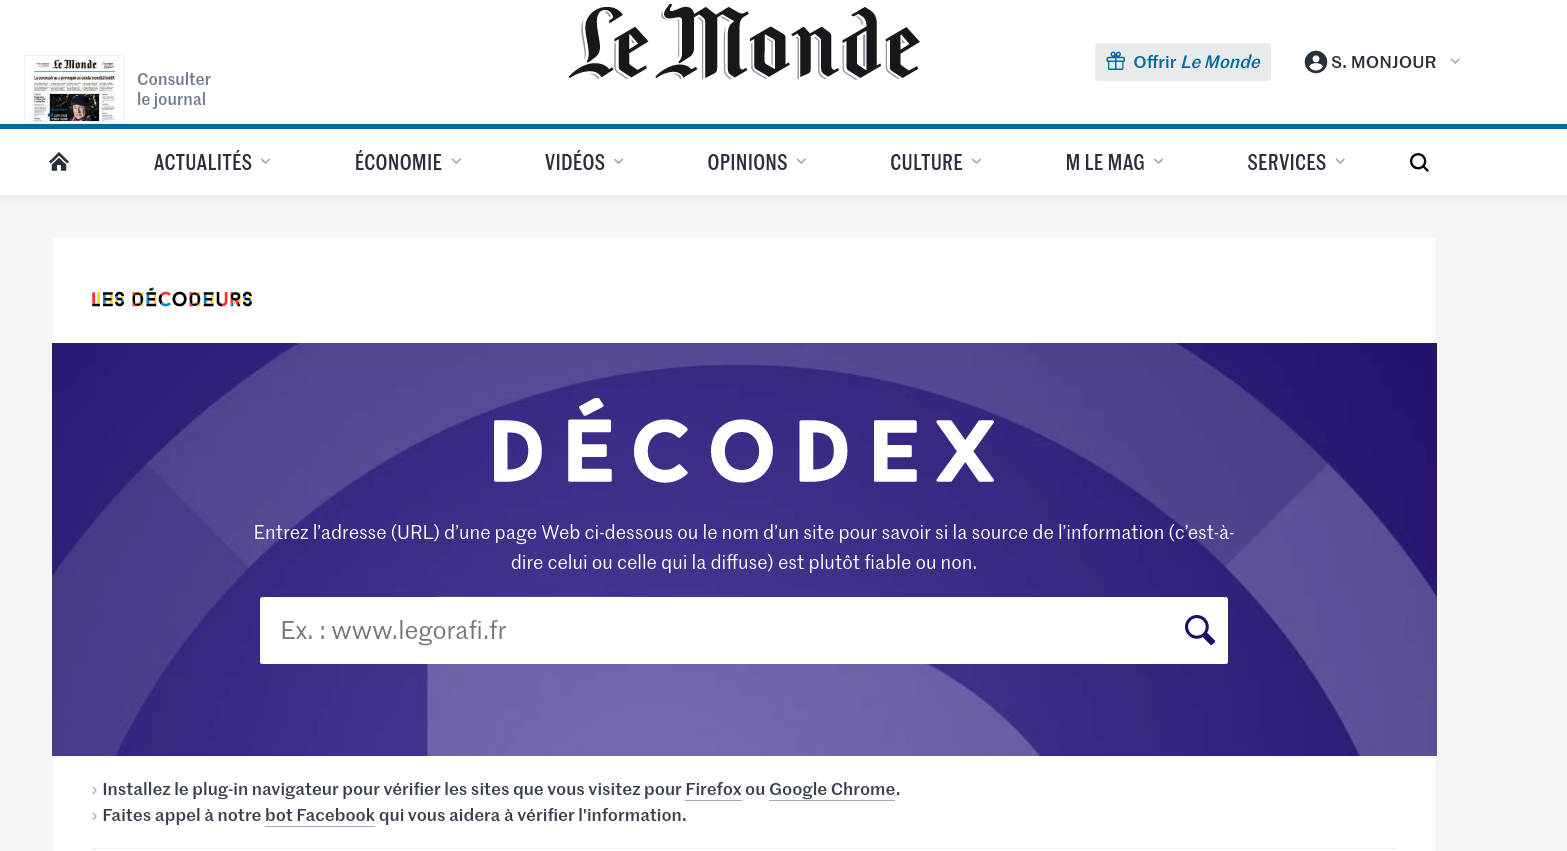 Le Monde
Le Monde
Consulter
le journal
Offrir Le Monde
S. MONJOUR
ACTUALITÉS
ÉCONOMIE
VIDÉOS
OPINIONS
CULTURE
M LE MAG
SERVICES
LES DÉCODEURS
DÉCODEX
Entrez l’adresse (URL) d’une page Web ci-dessous ou le nom d’un site pour savoir si la source de l’information (c’est-à-
dire celui ou celle qui la diffuse) est plutôt fiable ou non.
Ex. : www.legorafi.fr
› Installez le plug-in navigateur pour vérifier les sites que vous visitez pour Firefox ou Google Chrome.
› Faites appel à notre bot Facebook qui vous aidera à vérifier l'information.